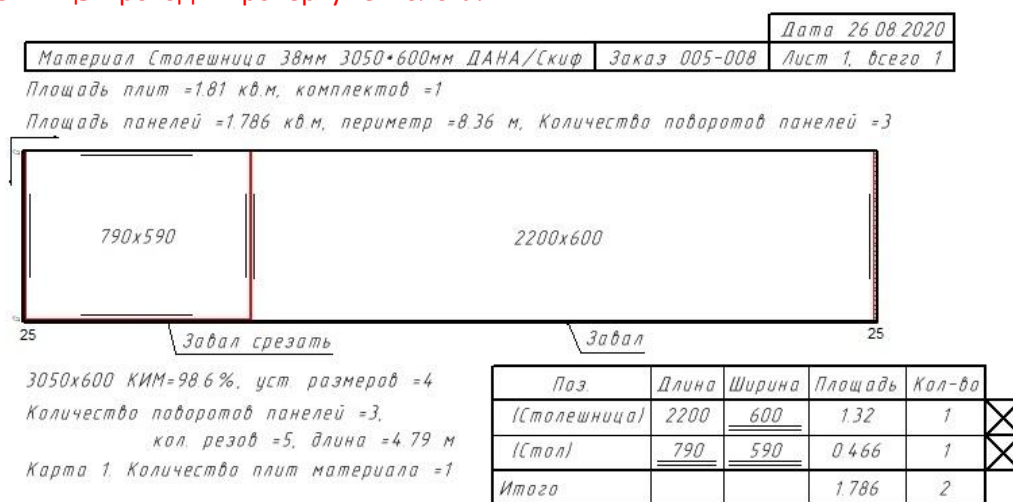 Дата 26.08.2020
Материал Столешница 38мм 3050*600мм ДАНА/Скиф Заказ 005-008 Лист 1, всего 1
Площадь плит =1.81 кв.м, комплектов =1
Площадь панелей =1.786 кв.м, периметр =8.36 м, Количество поворотов панелей =3
790x590
2200x600
25
25
Завал срезать
Завал
3050x600 КИМ=98.6%, уст. размеров =4
Количество поворотов панелей =3,
кол. резов =5, длина =4.79 м
Карта 1. Количество плит материала =1
Поз. Длина Ширина Площадь Кол-во
(Столешница) 2200 600 1.32 1
(Стол) 790 590 0.466 1
Итого 1.786 2